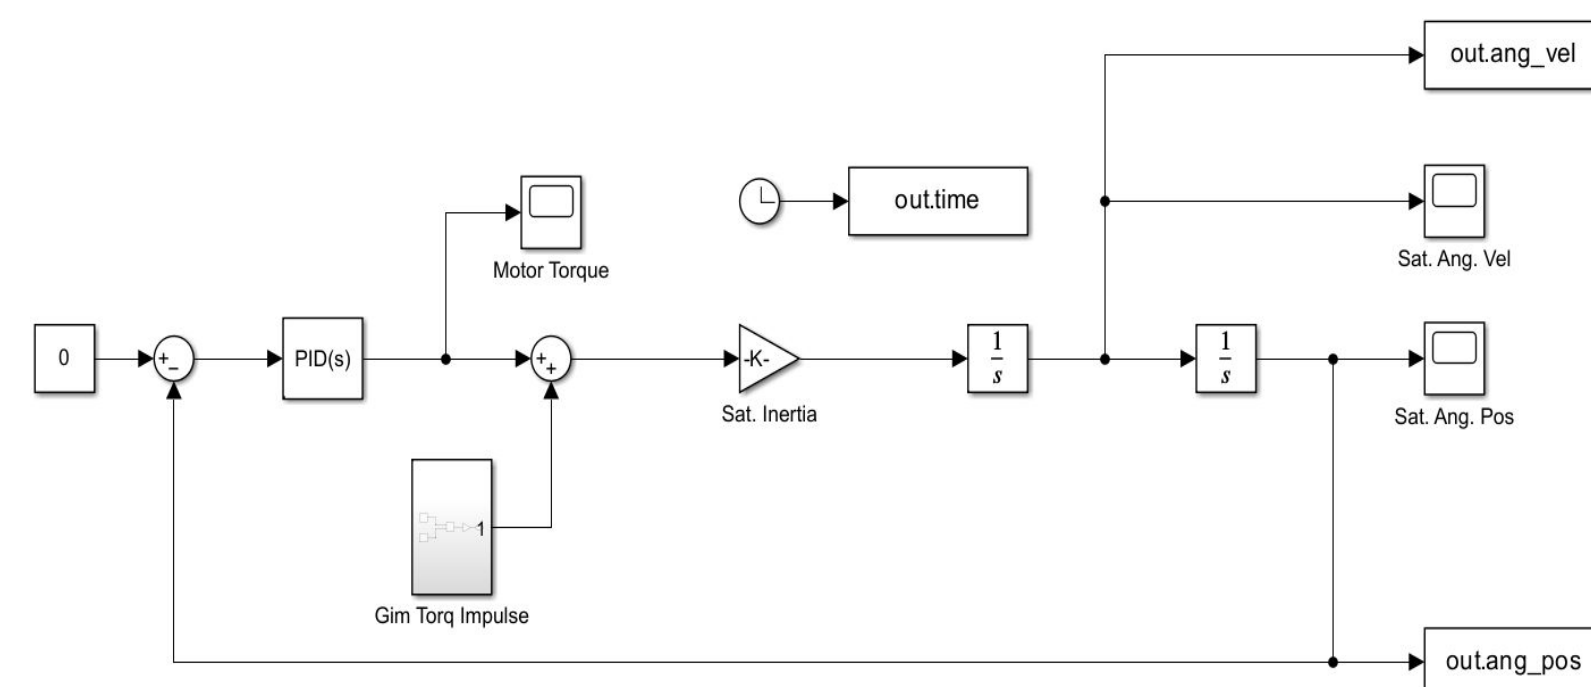 out.ang_vel
out.time
Sat. Ang. Vel
Motor Torque
0
+
−
PID(s)
+
+
-K-
1
s
1
s
Sat. Inertia
Sat. Ang. Pos
1
Gim Torq Impulse
out.ang_pos